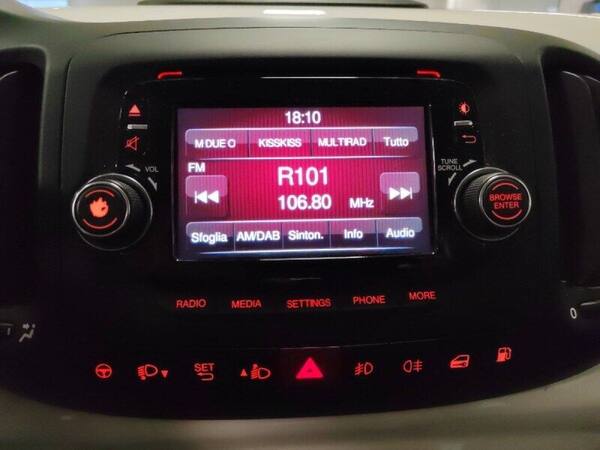 18:10
M DUE O KISSKISS MULTIRAD Tutto
FM
R101
106.80 MHz
Sfoglia AM/DAB Sinton. Info Audio
VOL
TUNE
SCROLL
BROWSE
ENTER
RADIO MEDIA SETTINGS PHONE MORE
SET
0